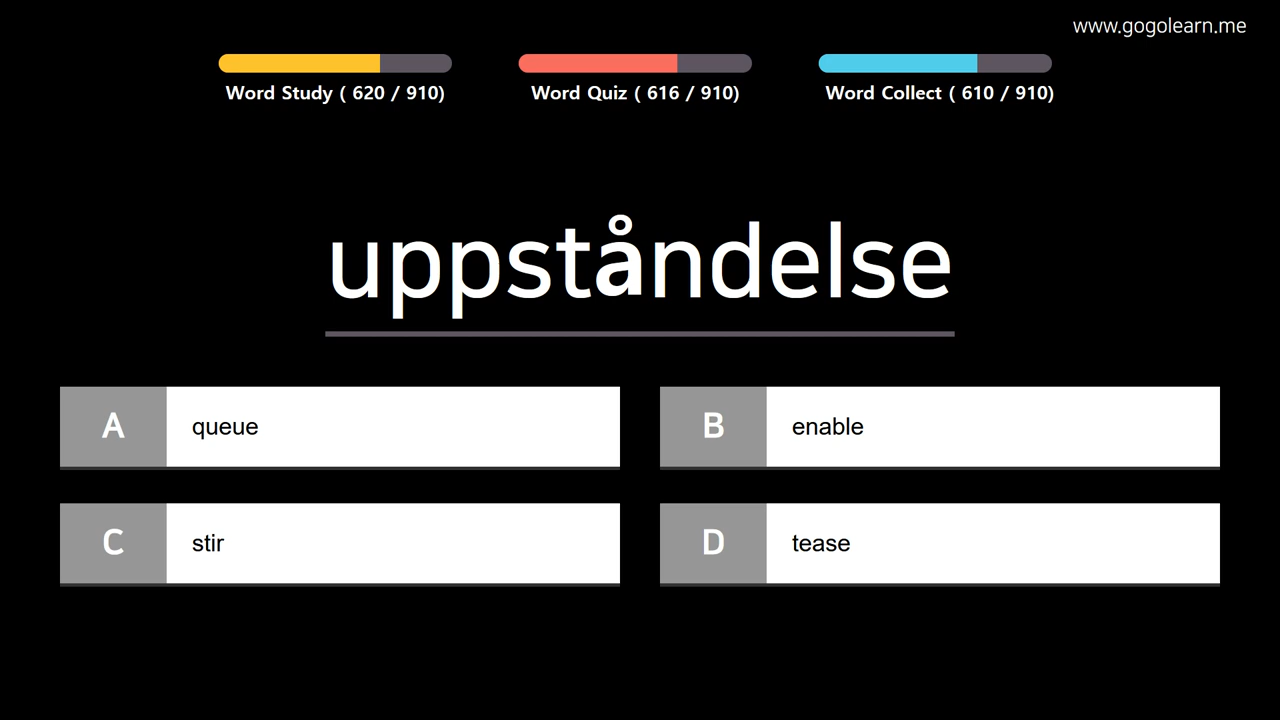 www.gogolearn.me
Word Study ( 620 / 910)
Word Quiz ( 616 / 910)
Word Collect ( 610 / 910)
uppståndelse
A queue
B enable
C stir
D tease